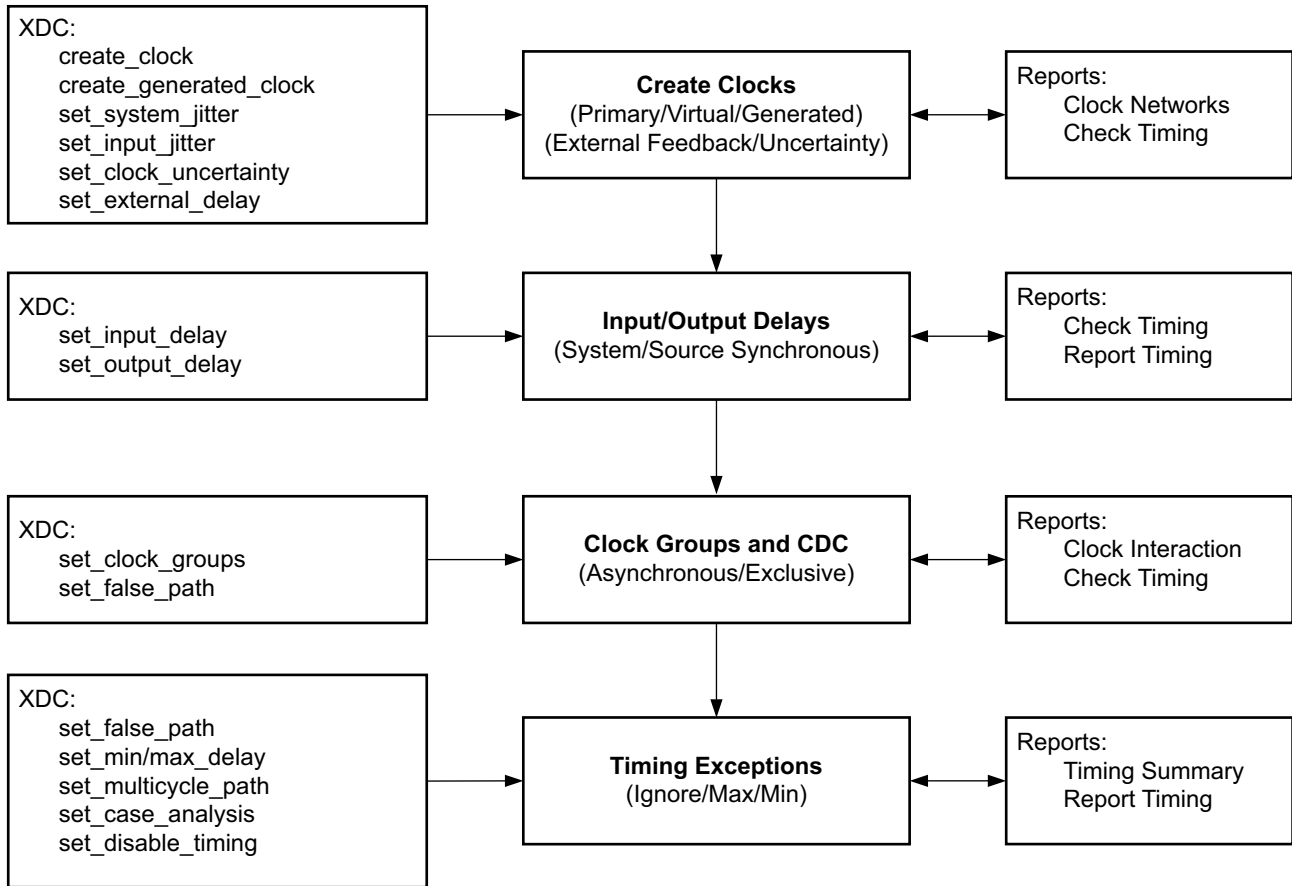 XDC:
create_clock
create_generated_clock
set_system_jitter
set_input_jitter
set_clock_uncertainty
set_external_delay
Create Clocks
(Primary/Virtual/Generated)
(External Feedback/Uncertainty)
Reports:
Clock Networks
Check Timing
XDC:
set_input_delay
set_output_delay
Input/Output Delays
(System/Source Synchronous)
Reports:
Check Timing
Report Timing
XDC:
set_clock_groups
set_false_path
Clock Groups and CDC
(Asynchronous/Exclusive)
Reports:
Clock Interaction
Check Timing
XDC:
set_false_path
set_min/max_delay
set_multicycle_path
set_case_analysis
set_disable_timing
Timing Exceptions
(Ignore/Max/Min)
Reports:
Timing Summary
Report Timing